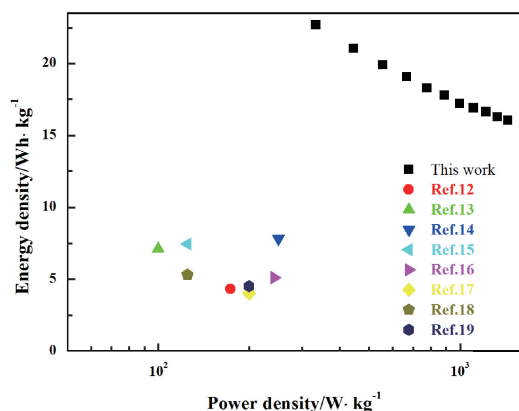 Energy density/Wh· kg⁻¹
20
15
10
5
0
This work
Ref.12
Ref.13
Ref.14
Ref.15
Ref.16
Ref.17
Ref.18
Ref.19
10² 10³
Power density/W· kg⁻¹